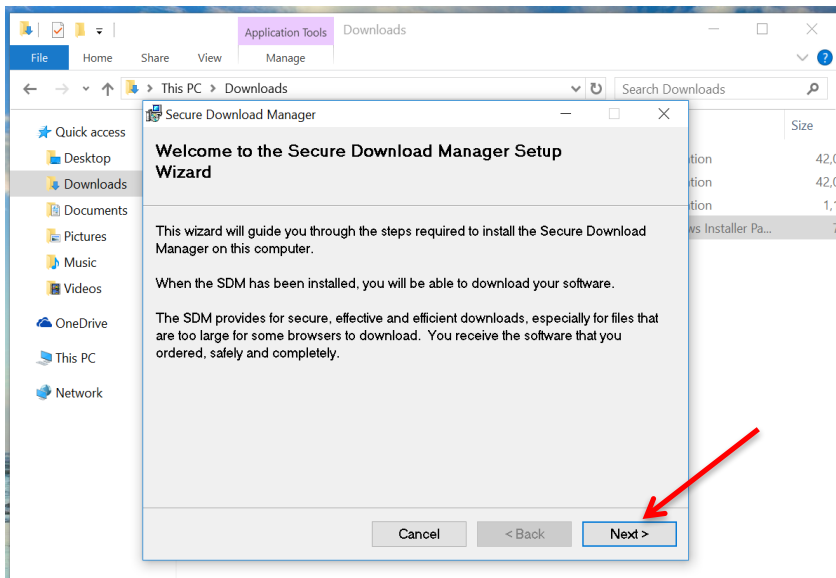 Application Tools
Downloads
File
Home
Share
View
Manage
This PC > Downloads
Search Downloads
Secure Download Manager
Size
Quick access
Desktop
Downloads
Documents
Pictures
Music
Videos
OneDrive
This PC
Network
Welcome to the Secure Download Manager Setup
Wizard
This wizard will guide you through the steps required to install the Secure Download
Manager on this computer.
When the SDM has been installed, you will be able to download your software.
The SDM provides for secure, effective and efficient downloads, especially for files that
are too large for some browsers to download. You receive the software that you
ordered, safely and completely.
Installer Pa...
Cancel
< Back
Next >